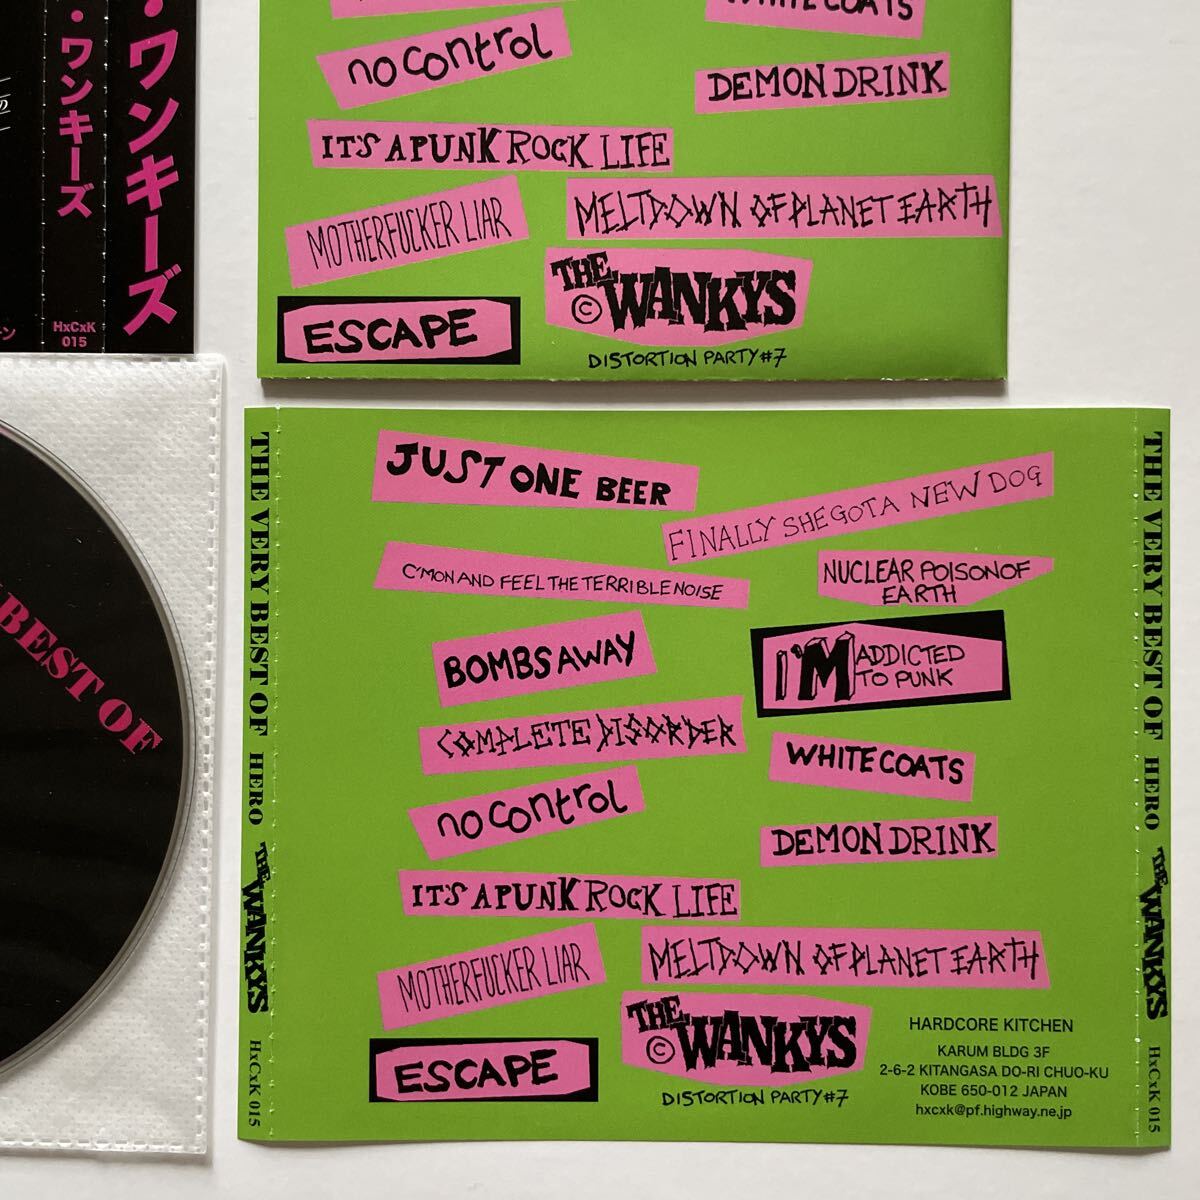 ・ワンキーズ
・ワンキーズ
の
ーン
HxCxK
015
WHITECOATS
no control
DEMON DRINK
IT'S A PUNK ROCK LIFE
MOTHERFUCKER LIAR
MELTDOWN OF PLANET EARTH
THE
© WANKYS
ESCAPE
DISTORTION PARTY #7
BEST OF
THE VERY BEST OF HERO THE WANKYS HxCxK 015
JUST ONE BEER
FINALLY SHE GOT A NEW DOG
C'MON AND FEEL THE TERRIBLE NOISE
NUCLEAR POISON OF
EARTH
BOMBS AWAY
I'M ADDICTED
TO PUNK
COMPLETE DISORDER
WHITE COATS
no control
DEMON DRINK
IT'S A PUNK ROCK LIFE
MOTHERFUCKER LIAR
MELTDOWN OF PLANET EARTH
THE
© WANKYS
ESCAPE
DISTORTION PARTY #7
HARDCORE KITCHEN
KARUM BLDG 3F
2-6-2 KITANGASA DO-RI CHUO-KU
KOBE 650-012 JAPAN
hxcxk@pf.highway.ne.jp
THE VERY BEST OF HERO THE WANKYS HxCxK 015